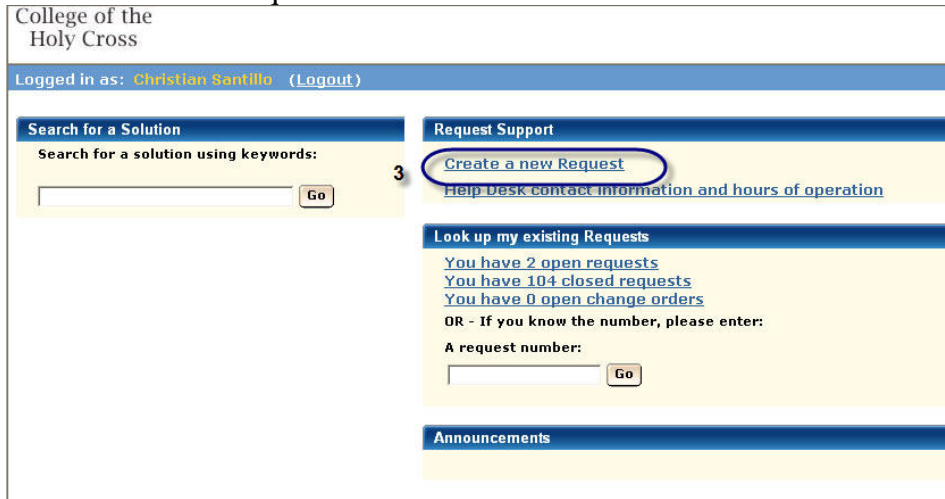 College of the
Holy Cross
Logged in as: Christian Santillo (Logout)
Search for a Solution
Search for a solution using keywords:
Go
Request Support
3
Create a new Request
Help Desk contact information and hours of operation
Look up my existing Requests
You have 2 open requests
You have 104 closed requests
You have 0 open change orders
OR - If you know the number, please enter:
A request number:
Go
Announcements